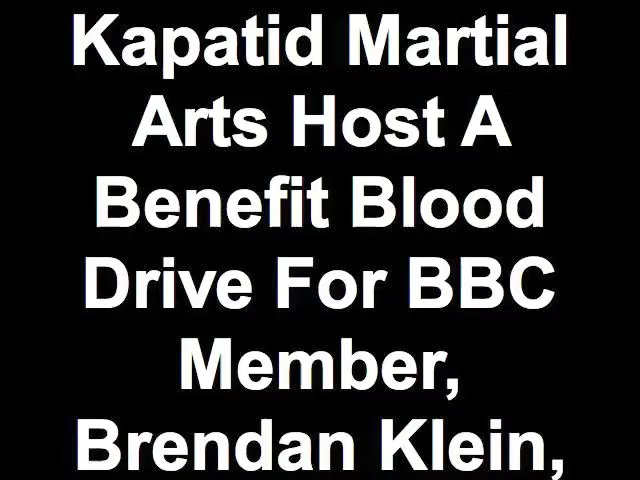 Kapatid Martial
Arts Host A
Benefit Blood
Drive For BBC
Member,
Brendan Klein,